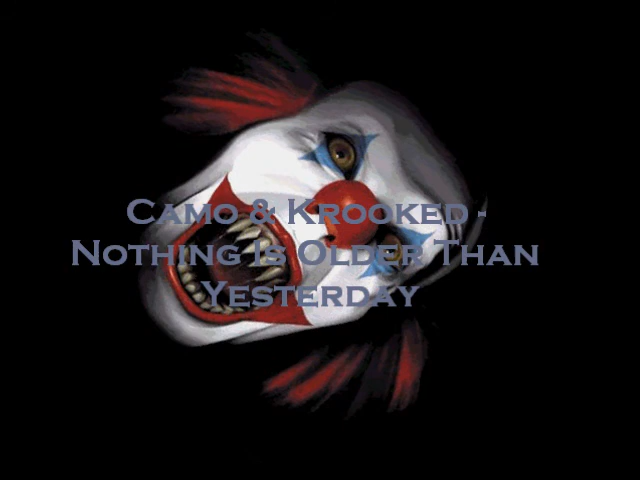 Camo & Krooked -
Nothing Is Older Than
Yesterday